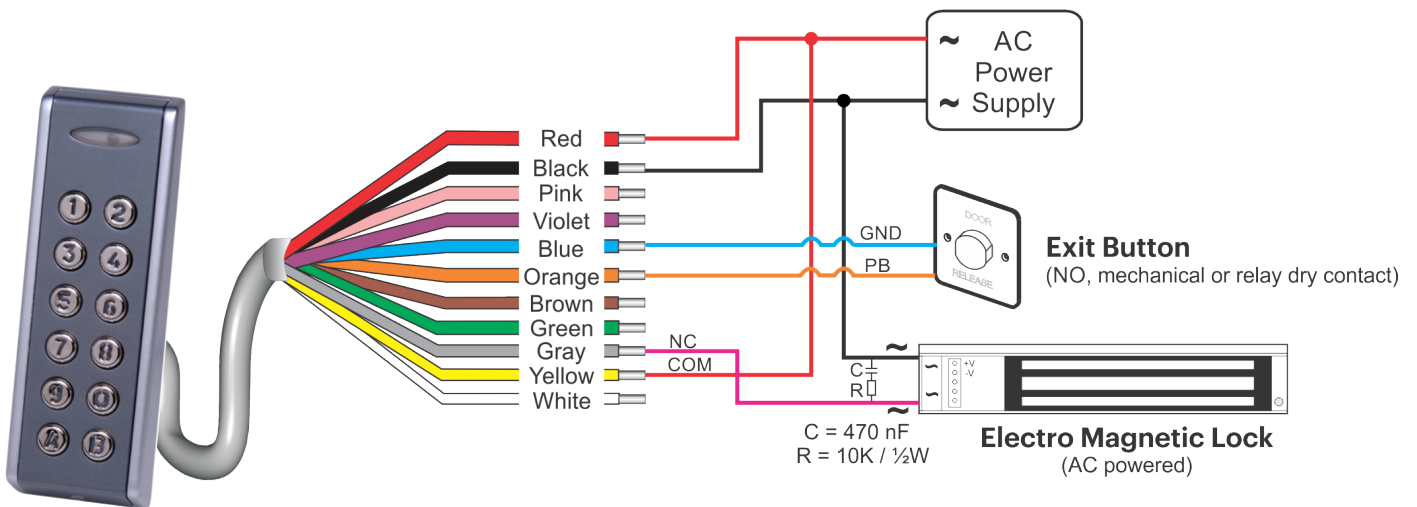 1 2
3 4
5 6
7 8
9 0
A B
Red
Black
Pink
Violet
Blue
Orange
Brown
Green
Gray
Yellow
White
~ AC
Power
~ Supply
GND
PB
DOOR
RELEASE
Exit Button
(NO, mechanical or relay dry contact)
NC
COM
~
C
R
~
~
~
+V
-V
C = 470 nF
R = 10K / ½W
Electro Magnetic Lock
(AC powered)